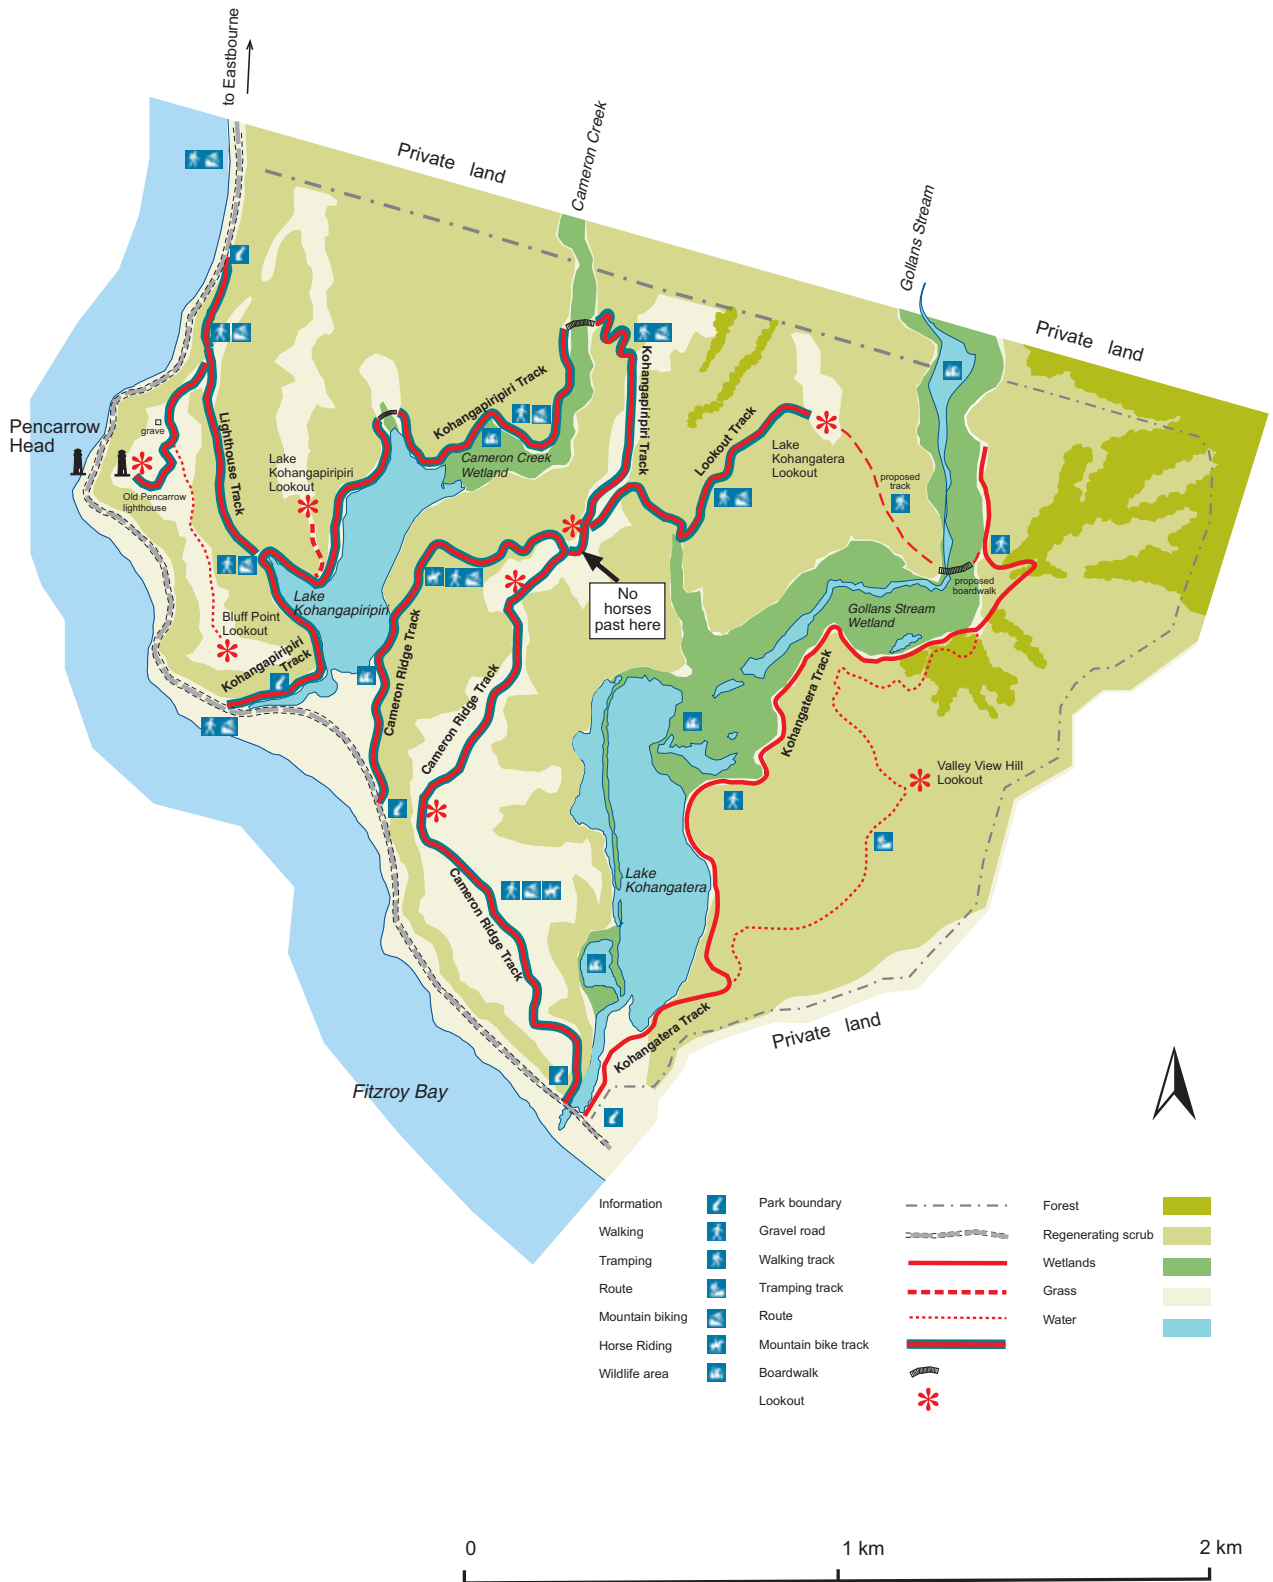 to Eastbourne
Private land
Cameron Creek
Gollans Stream
Private land
Pencarrow
Head
grave
Old Pencarrow
lighthouse
Lighthouse Track
Lake
Kohangapiripiri
Lookout
Kohangapiripiri Track
Cameron Creek
Wetland
Kohangapiripiri Track
Lookout Track
Lake
Kohangatera
Lookout
proposed
track
proposed
boardwalk
Gollans Stream
Wetland
No
horses
past here
Lake
Kohangapiripiri
Bluff Point
Lookout
Kohangapiripiri
Track
Cameron Ridge Track
Cameron Ridge Track
Kohangatera Track
Valley View Hill
Lookout
Lake
Kohangatera
Cameron Ridge Track
Kohangatera Track
Private land
Fitzroy Bay
Information
Walking
Tramping
Route
Mountain biking
Horse Riding
Wildlife area
Park boundary
Gravel road
Walking track
Tramping track
Route
Mountain bike track
Boardwalk
Lookout
Forest
Regenerating scrub
Wetlands
Grass
Water
0
1 km
2 km